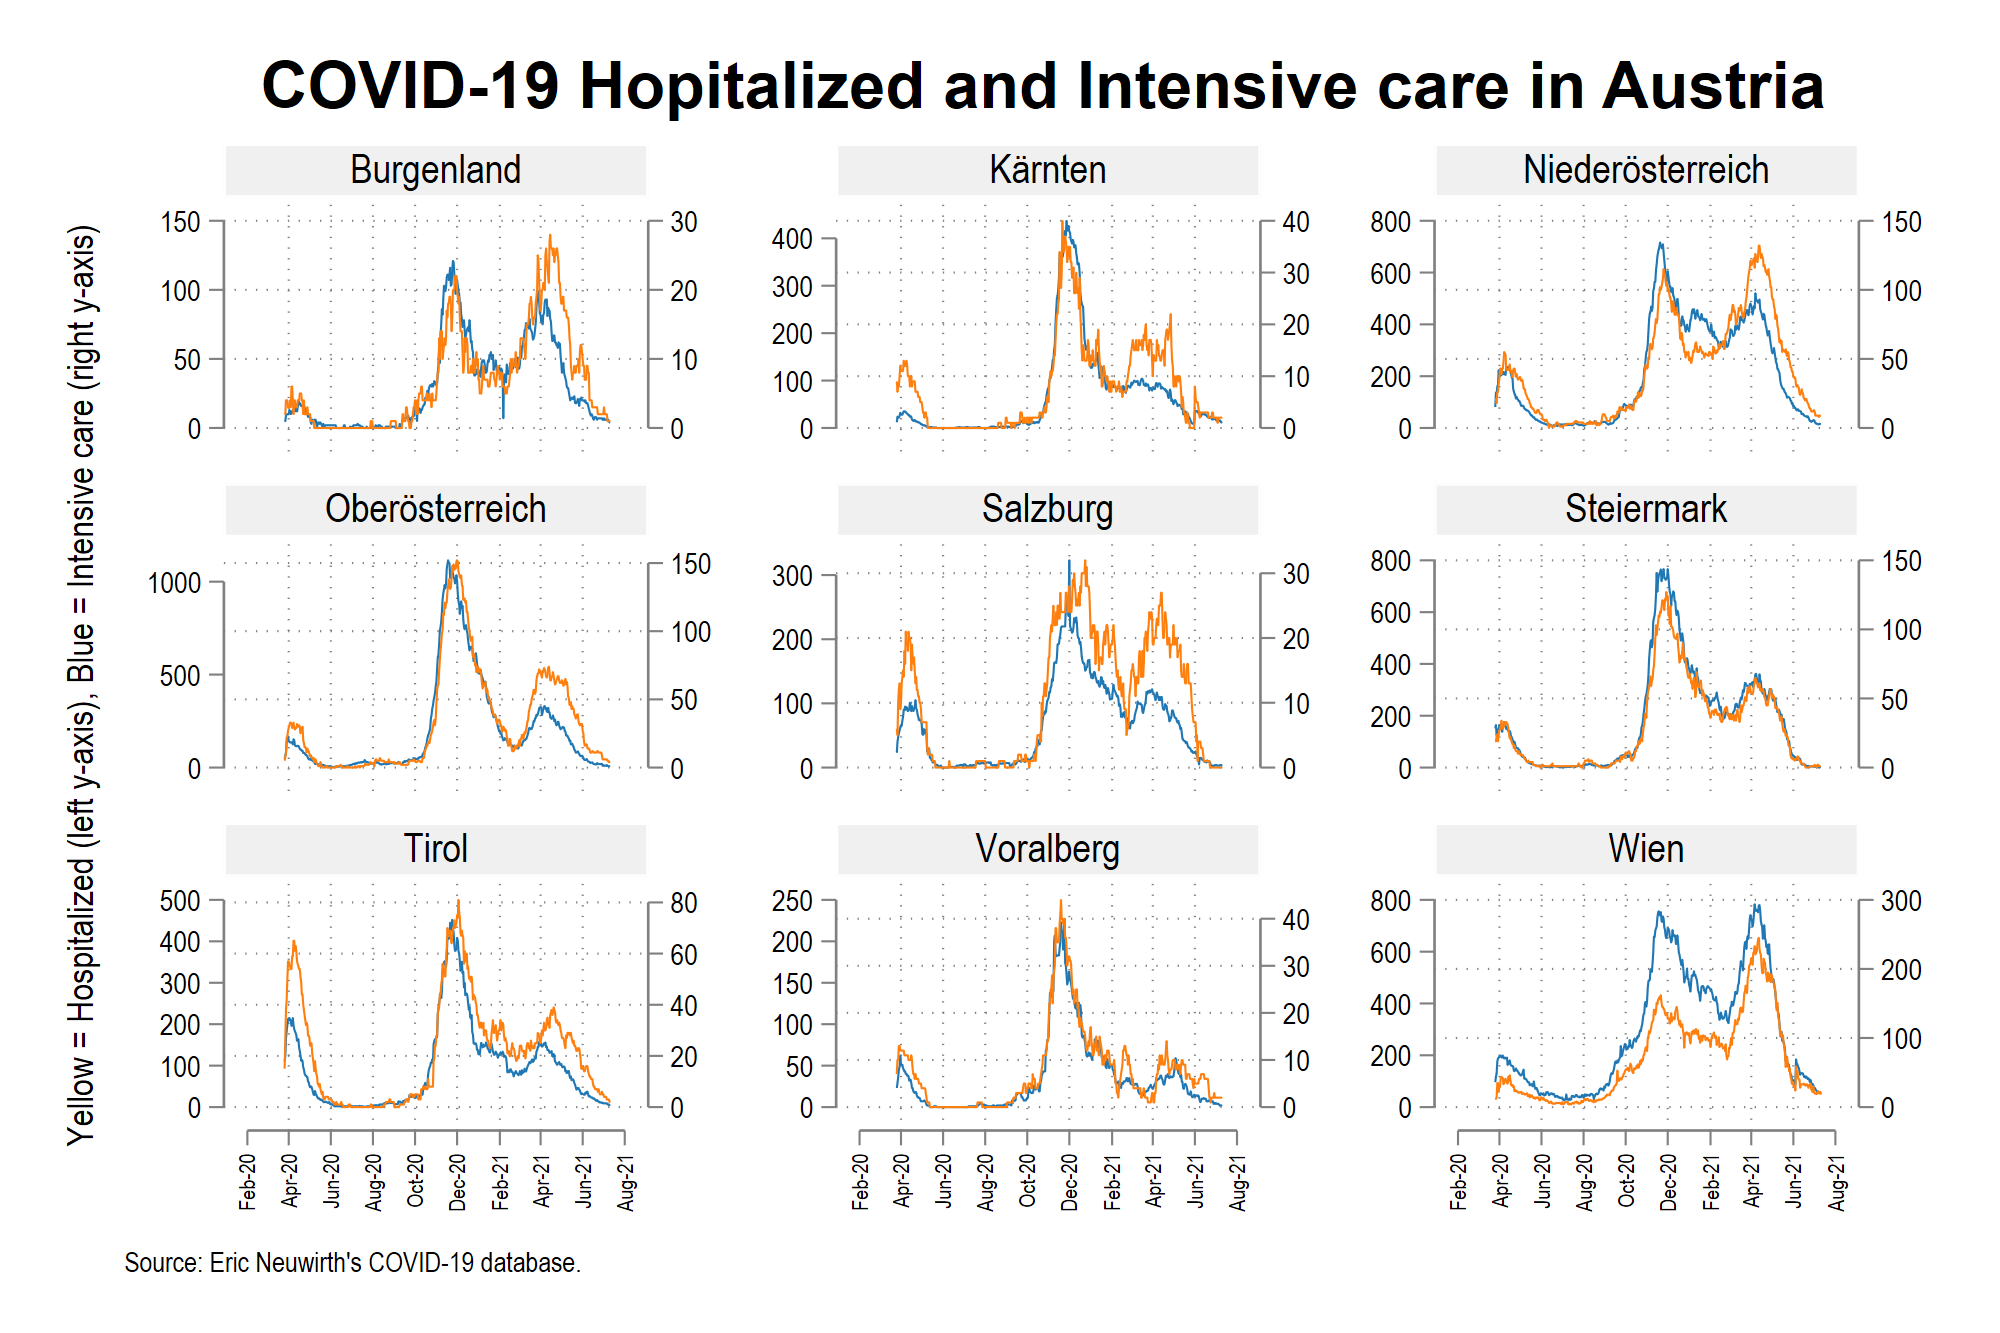 COVID-19 Hopitalized and Intensive care in Austria
Yellow = Hospitalized (left y-axis), Blue = Intensive care (right y-axis)
Burgenland
150
100
50
0
30
20
10
0
Kärnten
400
300
200
100
0
40
30
20
10
0
Niederösterreich
800
600
400
200
0
150
100
50
0
Oberösterreich
1000
500
0
150
100
50
0
Salzburg
300
200
100
0
30
20
10
0
Steiermark
800
600
400
200
0
150
100
50
0
Tirol
500
400
300
200
100
0
80
60
40
20
0
Feb-20
Apr-20
Jun-20
Aug-20
Oct-20
Dec-20
Feb-21
Apr-21
Jun-21
Aug-21
Voralberg
250
200
150
100
50
0
40
30
20
10
0
Feb-20
Apr-20
Jun-20
Aug-20
Oct-20
Dec-20
Feb-21
Apr-21
Jun-21
Aug-21
Wien
800
600
400
200
0
300
200
100
0
Feb-20
Apr-20
Jun-20
Aug-20
Oct-20
Dec-20
Feb-21
Apr-21
Jun-21
Aug-21
Source: Eric Neuwirth's COVID-19 database.